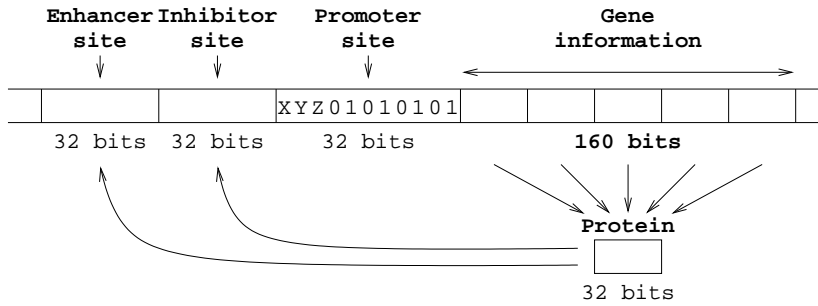 Enhancer Inhibitor Promoter Gene
site site site information
XYZ01010101
32 bits 32 bits 32 bits 160 bits
Protein
32 bits